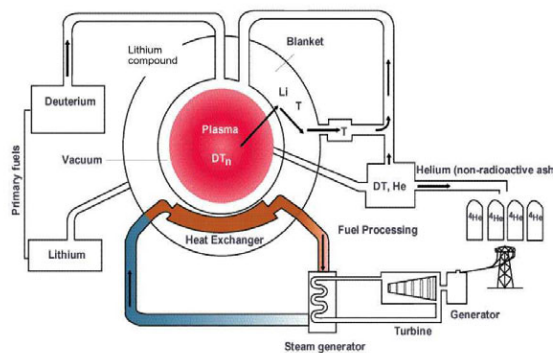 Lithium
compound
Blanket
Deuterium
Li
T
Plasma
T
Primary fuels
Vacuum
DTn
Helium (non-radioactive ash
DT, He
4He 4He 4He 4He
Lithium
Heat Exchanger
Fuel Processing
Generator
Turbine
Steam generator